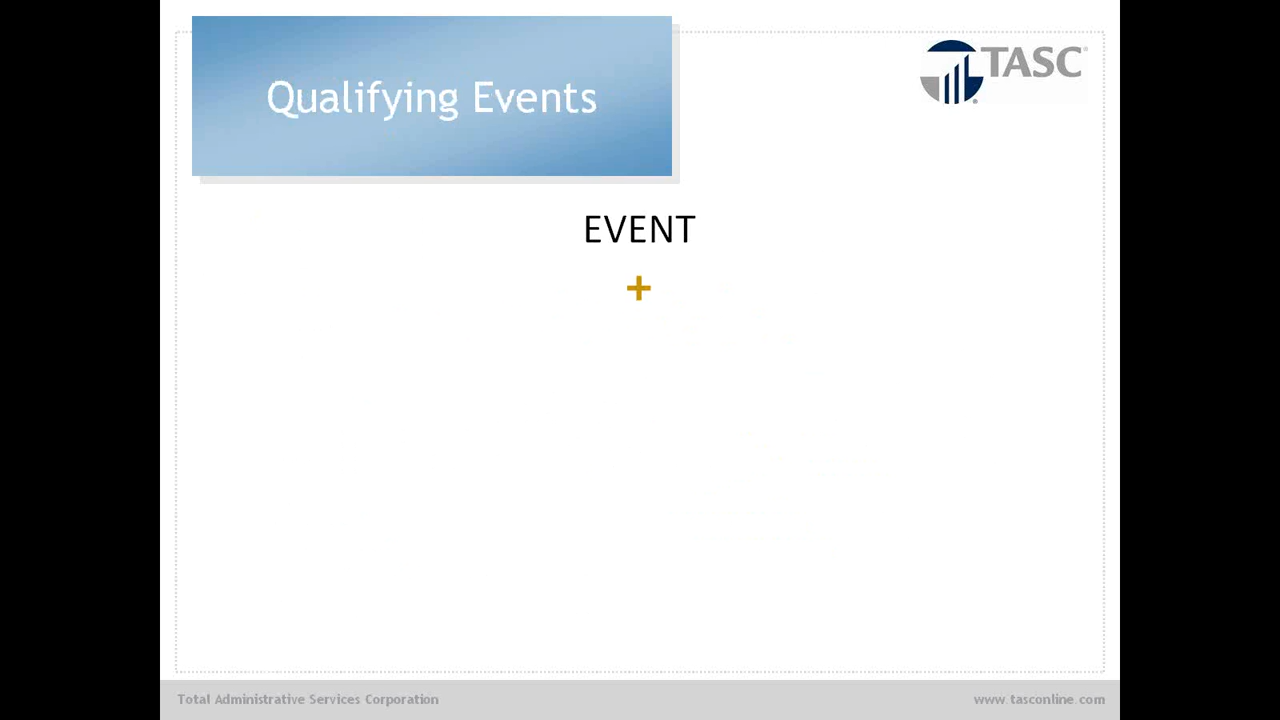 Qualifying Events
TASC®
EVENT
+
Total Administrative Services Corporation
www.tasconline.com